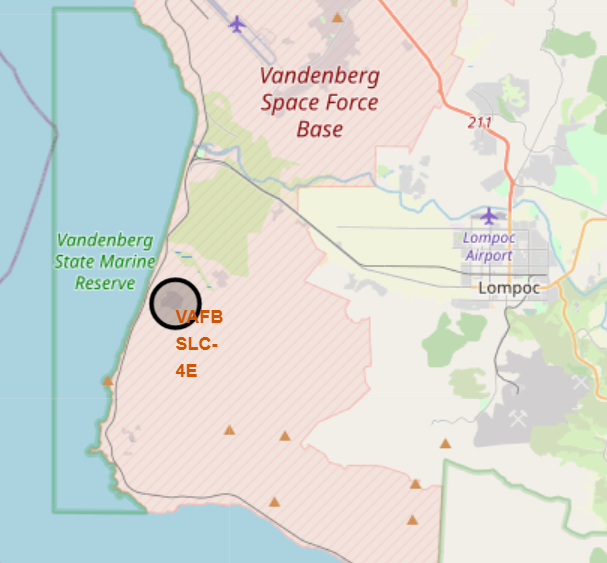 Vandenberg
Space Force
Base
211
Vandenberg
State Marine
Reserve
Lompoc
Airport
Lompoc
VAFB
SLC-
4E